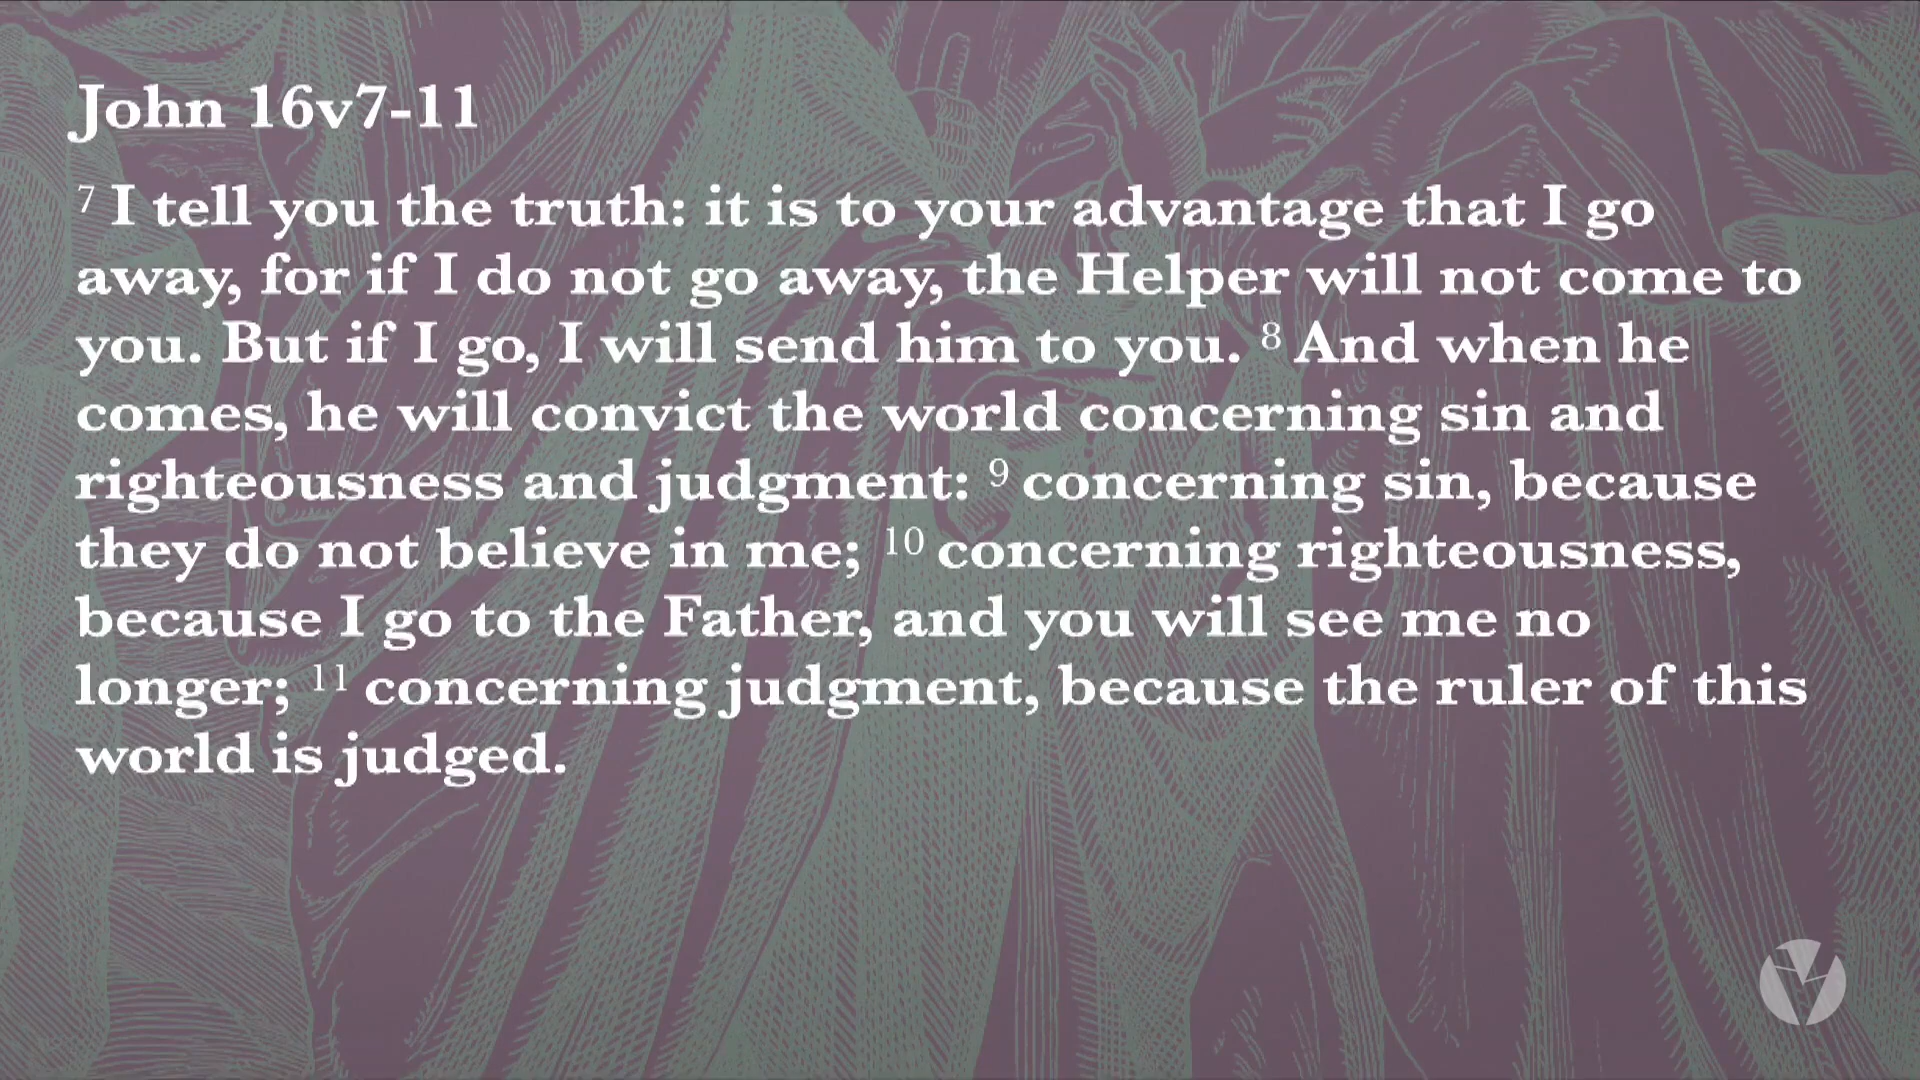 John 16v7-11
7 I tell you the truth: it is to your advantage that I go
away, for if I do not go away, the Helper will not come to
you. But if I go, I will send him to you. 8 And when he
comes, he will convict the world concerning sin and
righteousness and judgment: 9 concerning sin, because
they do not believe in me; 10 concerning righteousness,
because I go to the Father, and you will see me no
longer; 11 concerning judgment, because the ruler of this
world is judged.